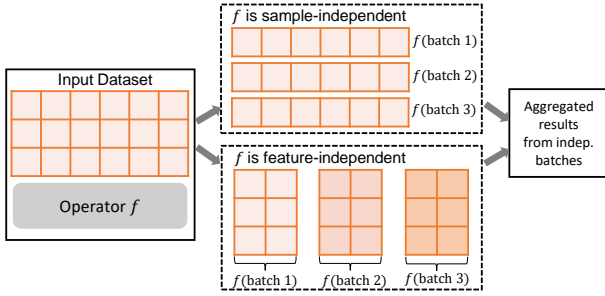 Input Dataset
Operator f
f is sample-independent
f(batch 1)
f(batch 2)
f(batch 3)
f is feature-independent
f(batch 1) f(batch 2) f(batch 3)
Aggregated
results
from indep.
batches